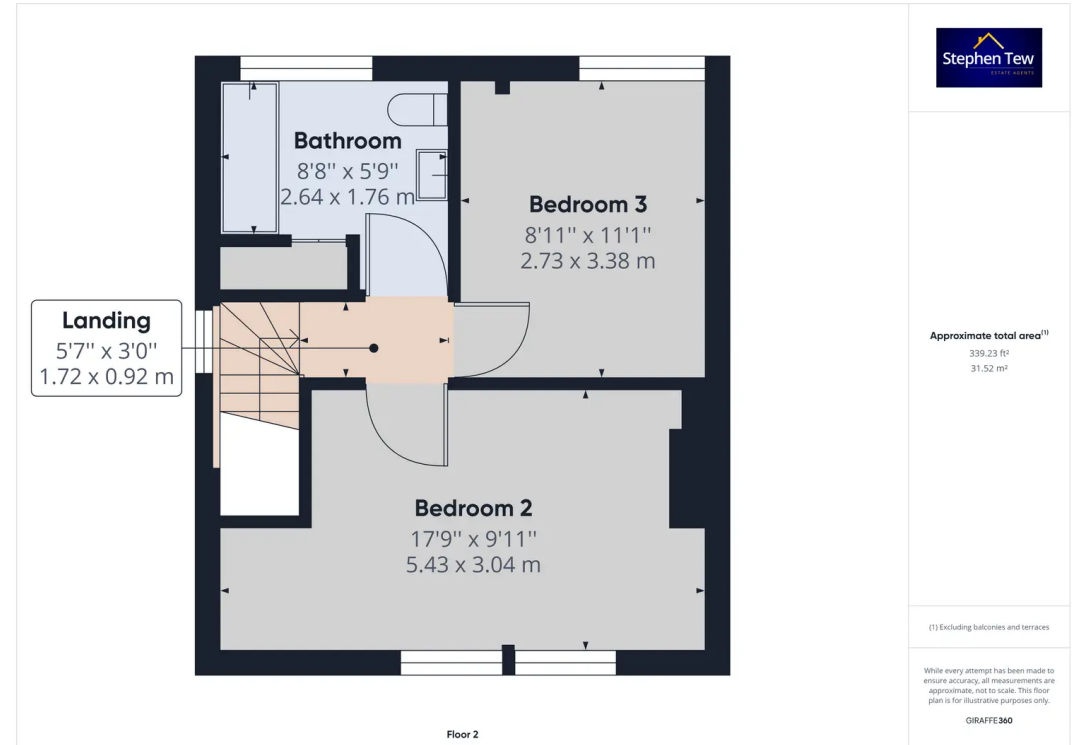 Stephen Tew
ESTATE AGENTS
Bathroom
8'8'' x 5'9''
2.64 x 1.76 m
Bedroom 3
8'11'' x 11'1''
2.73 x 3.38 m
Landing
5'7'' x 3'0''
1.72 x 0.92 m
Bedroom 2
17'9'' x 9'11''
5.43 x 3.04 m
Floor 2
Approximate total area(1)
339.23 ft²
31.52 m²
(1) Excluding balconies and terraces
While every attempt has been made to
ensure accuracy, all measurements are
approximate, not to scale. This floor
plan is for illustrative purposes only.
GIRAFFE360